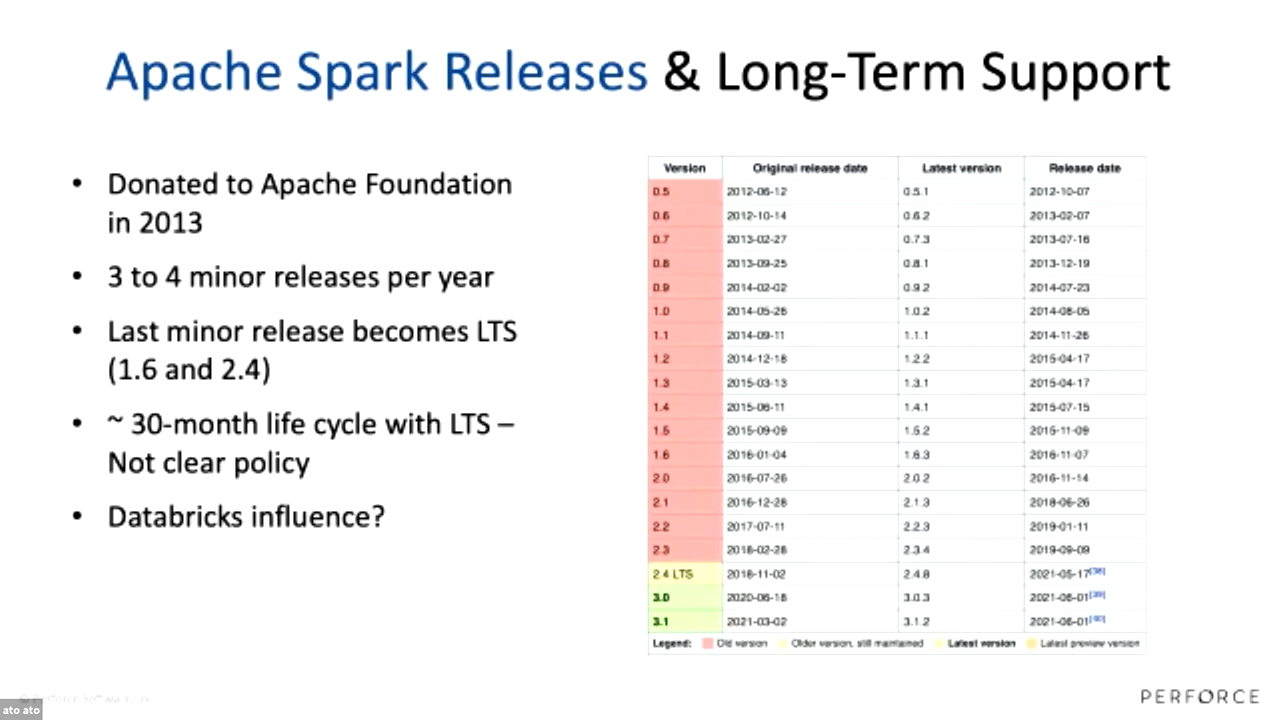 Apache Spark Releases & Long-Term Support
• Donated to Apache Foundation
in 2013
• 3 to 4 minor releases per year
• Last minor release becomes LTS
(1.6 and 2.4)
• ~ 30-month life cycle with LTS –
Not clear policy
• Databricks influence?
Version Original release date Latest version Release date
0.5 2012-06-12 0.5.1 2012-10-07
0.6 2012-10-14 0.6.2 2013-02-07
0.7 2013-02-27 0.7.3 2013-07-16
0.8 2013-09-25 0.8.1 2013-12-19
0.9 2014-02-02 0.9.2 2014-07-23
1.0 2014-05-26 1.0.2 2014-08-05
1.1 2014-09-11 1.1.1 2014-11-26
1.2 2014-12-18 1.2.2 2015-04-17
1.3 2015-03-13 1.3.1 2015-04-17
1.4 2015-06-11 1.4.1 2015-07-15
1.5 2015-09-09 1.5.2 2015-11-09
1.6 2016-01-04 1.6.3 2016-11-07
2.0 2016-07-26 2.0.2 2016-11-14
2.1 2016-12-28 2.1.3 2018-06-26
2.2 2017-07-11 2.2.3 2019-01-11
2.3 2018-02-28 2.3.4 2019-09-09
2.4 LTS 2018-11-02 2.4.8 2021-05-17[38]
3.0 2020-06-18 3.0.3 2021-06-01[39]
3.1 2021-03-02 3.1.2 2021-06-01[40]
Legend: Old version Older version, still maintained Latest version Latest preview version
ato ato
PERFORCE